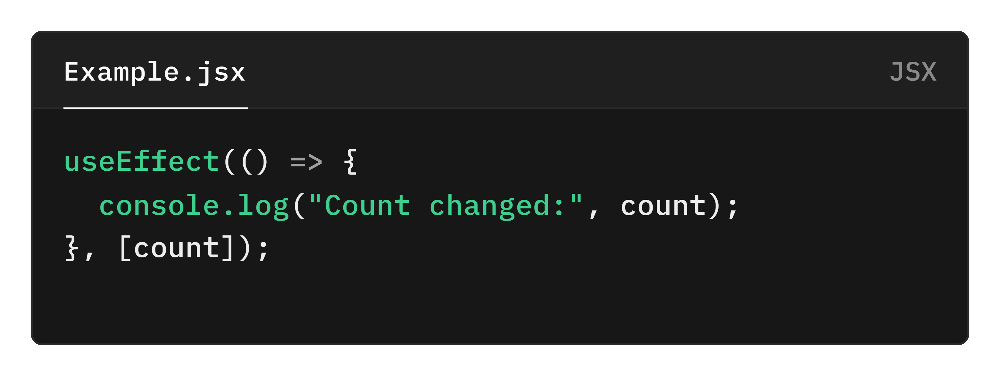 Example.jsx
JSX
useEffect(() => {
  console.log("Count changed:", count);
}, [count]);